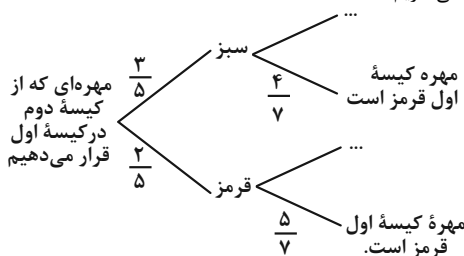 ...
سبز
۳
۵
۴
۷
مهره کیسهٔ
اول قرمز است
مهره‌ای که از
کیسهٔ دوم
درکیسهٔ اول
قرار می‌دهیم
۲
۵
...
قرمز
۵
۷
مهرهٔ کیسهٔ اول
قرمز است.